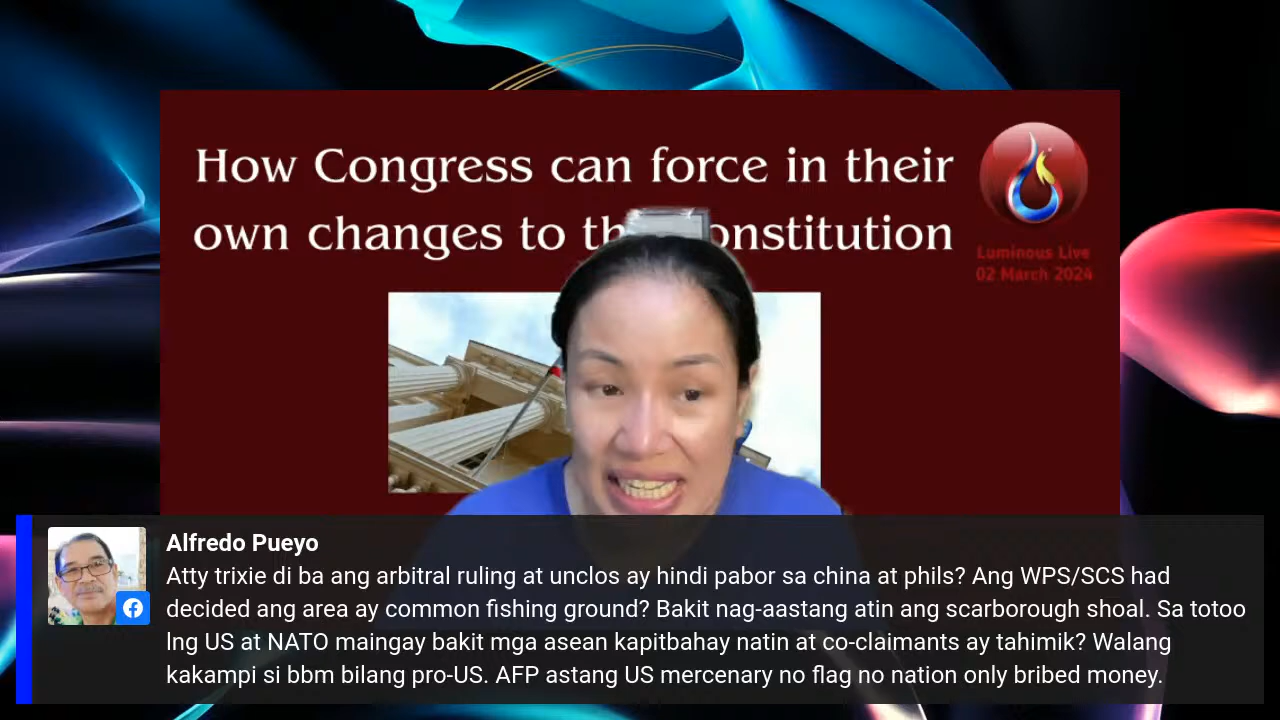 How Congress can force in their
own changes to th onstitution
Luminous Live
02 March 2024
Alfredo Pueyo
Atty trixie di ba ang arbitral ruling at unclos ay hindi pabor sa china at phils? Ang WPS/SCS had
decided ang area ay common fishing ground? Bakit nag-aastang atin ang scarborough shoal. Sa totoo
lng US at NATO maingay bakit mga asean kapitbahay natin at co-claimants ay tahimik? Walang
kakampi si bbm bilang pro-US. AFP astang US mercenary no flag no nation only bribed money.